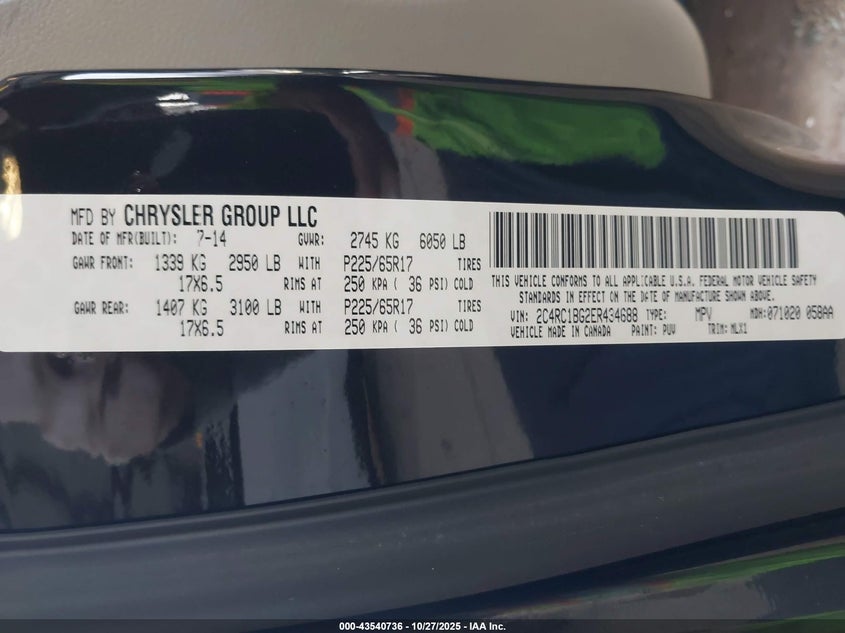 MFD BY CHRYSLER GROUP LLC
DATE OF MFR(BUILT): 7-14 GVWR: 2745 KG 6050 LB
GAWR FRONT: 1339 KG 2950 LB WITH P225/65R17 TIRES
17X6.5 RIMS AT 250 KPA ( 36 PSI) COLD
GAWR REAR: 1407 KG 3100 LB WITH P225/65R17 TIRES
17X6.5 RIMS AT 250 KPA ( 36 PSI) COLD
THIS VEHICLE CONFORMS TO ALL APPLICABLE U.S.A. FEDERAL MOTOR VEHICLE SAFETY
STANDARDS IN EFFECT ON THE DATE OF MANUFACTURE SHOWN ABOVE.
VIN: 2C4RC1BG2ER434688 TYPE: MPV MDH: 071020 058AA
VEHICLE MADE IN CANADA PAINT: PUV TRIM: MLX1
000-43540736 - 10/27/2025 - IAA Inc.